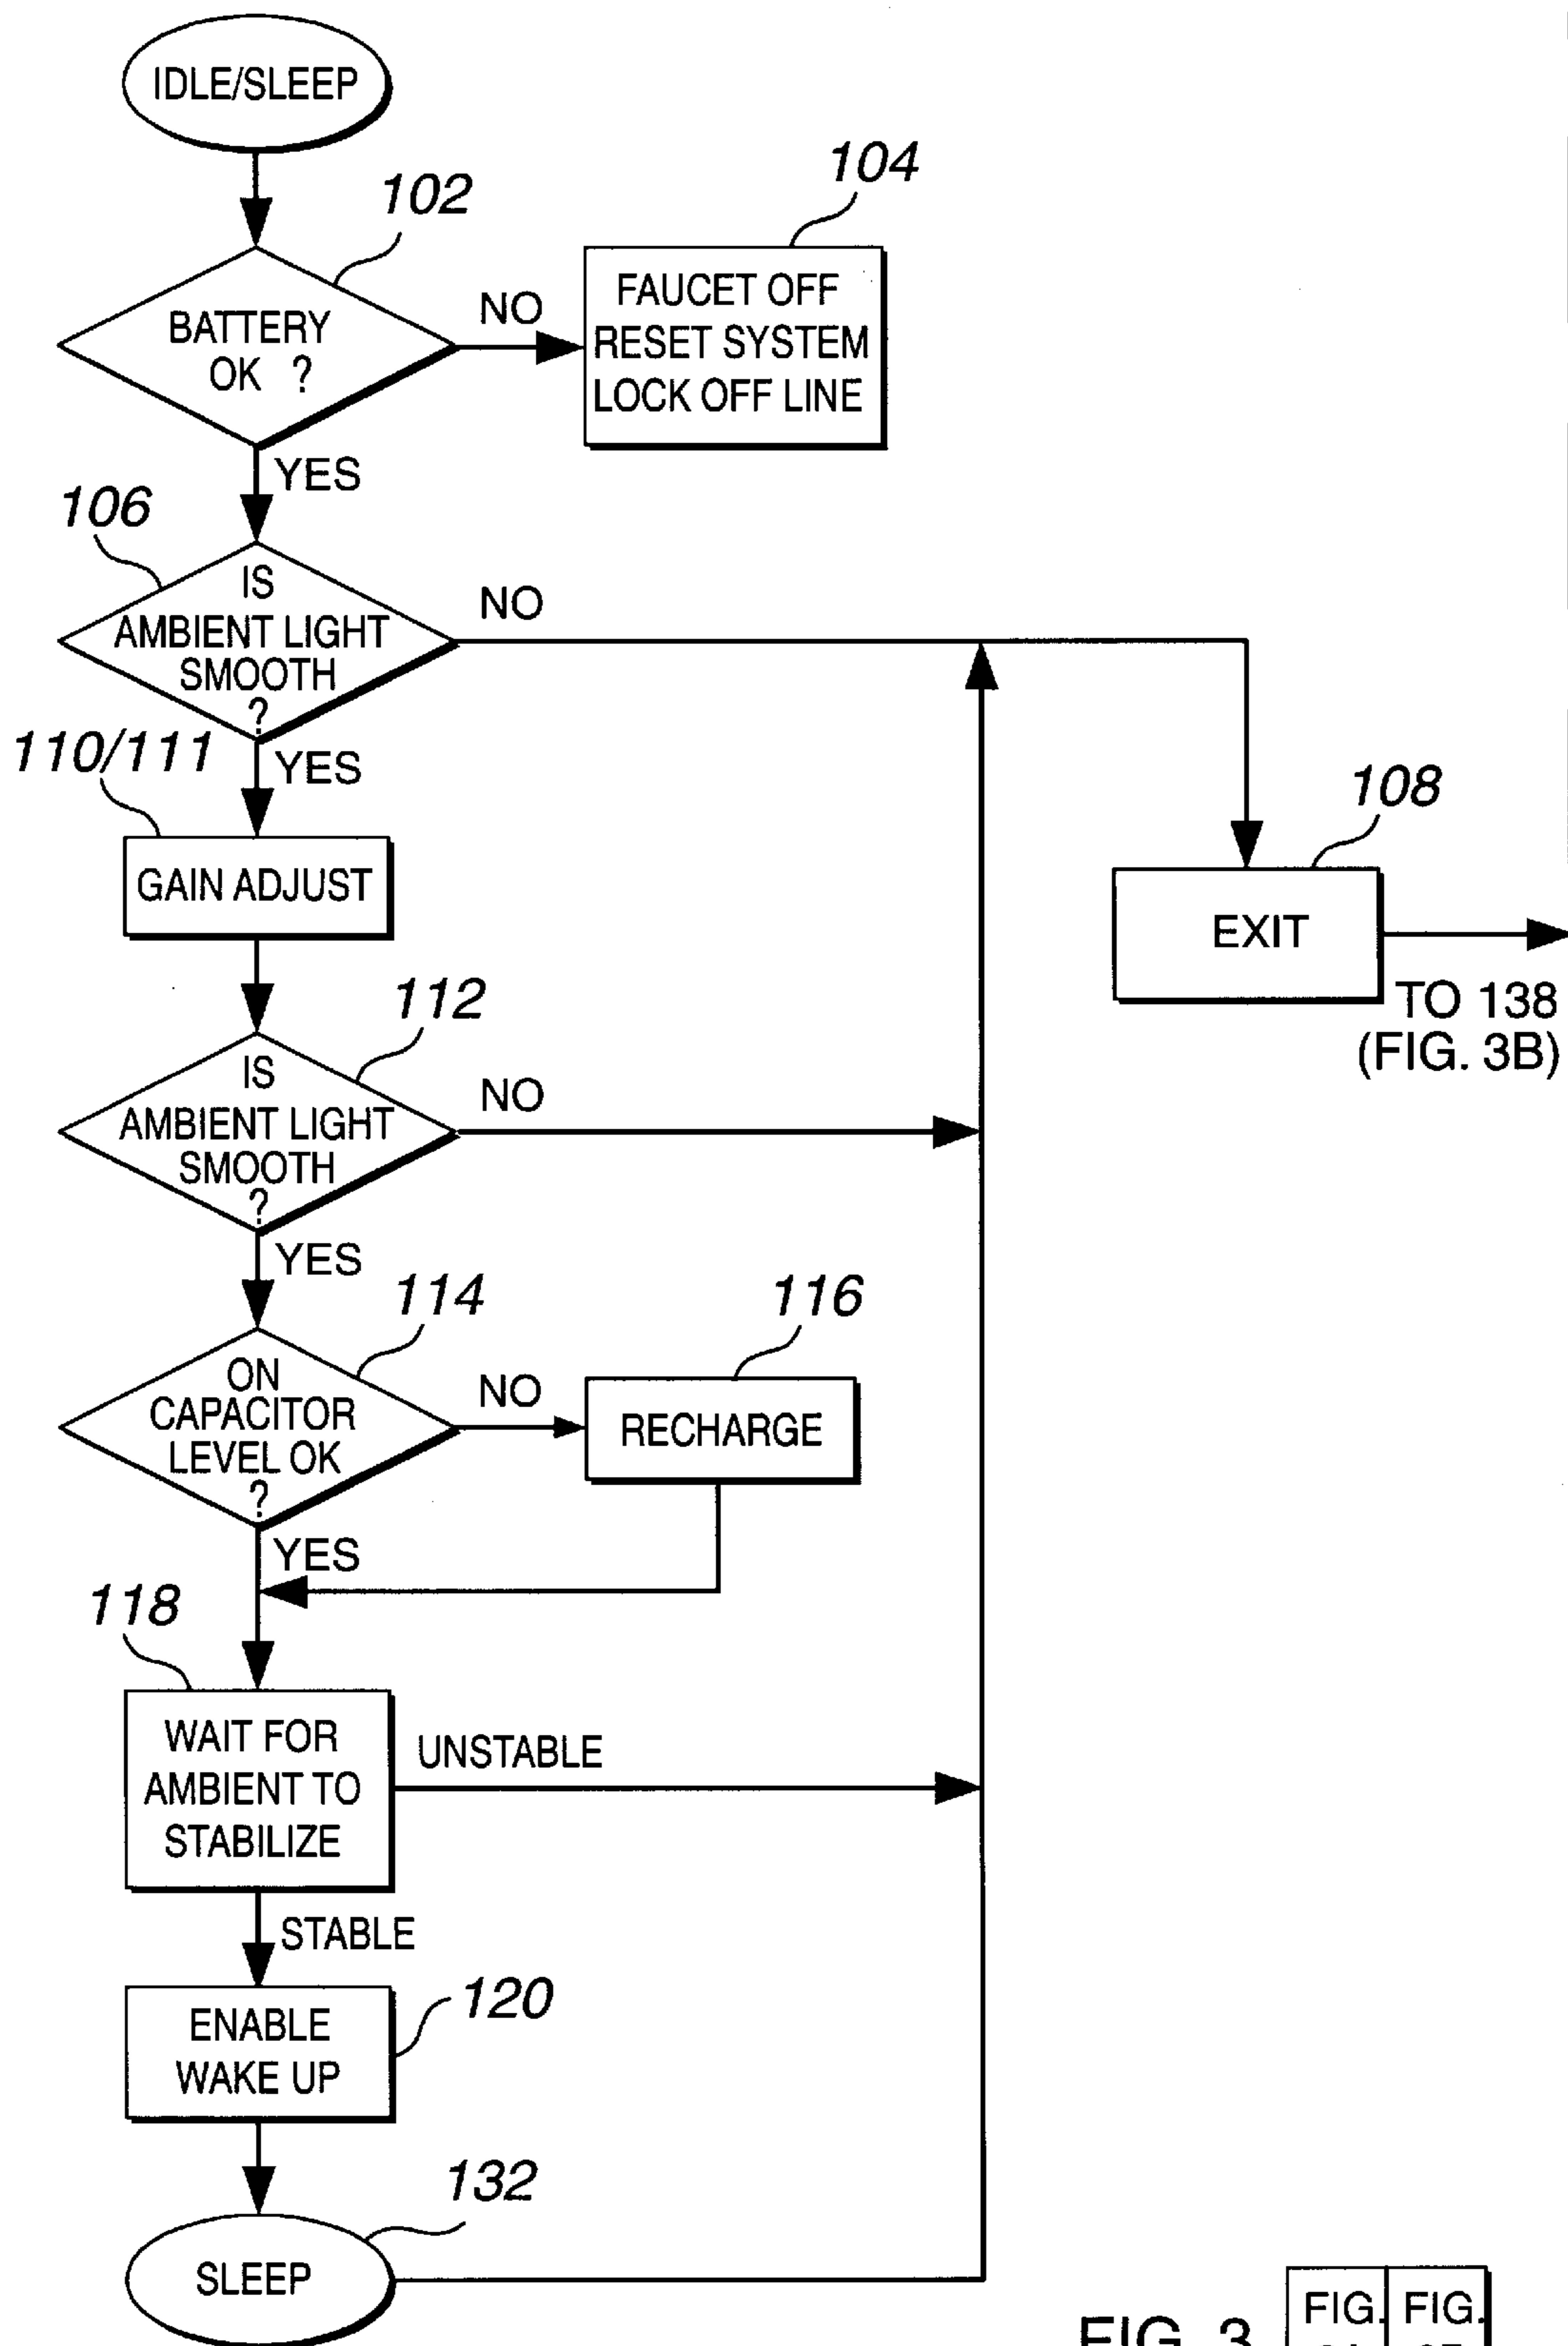 IDLE/SLEEP
102
104
BATTERY
OK ?
NO
FAUCET OFF
RESET SYSTEM
LOCK OFF LINE
YES
106
IS
AMBIENT LIGHT
SMOOTH
?
NO
110/111
YES
108
GAIN ADJUST
EXIT
TO 138
(FIG. 3B)
112
IS
AMBIENT LIGHT
SMOOTH
?
NO
YES
114
116
ON
CAPACITOR
LEVEL OK
?
NO
RECHARGE
YES
118
WAIT FOR
AMBIENT TO
STABILIZE
UNSTABLE
STABLE
120
ENABLE
WAKE UP
132
SLEEP
FIG. 3
FIG.
FIG.